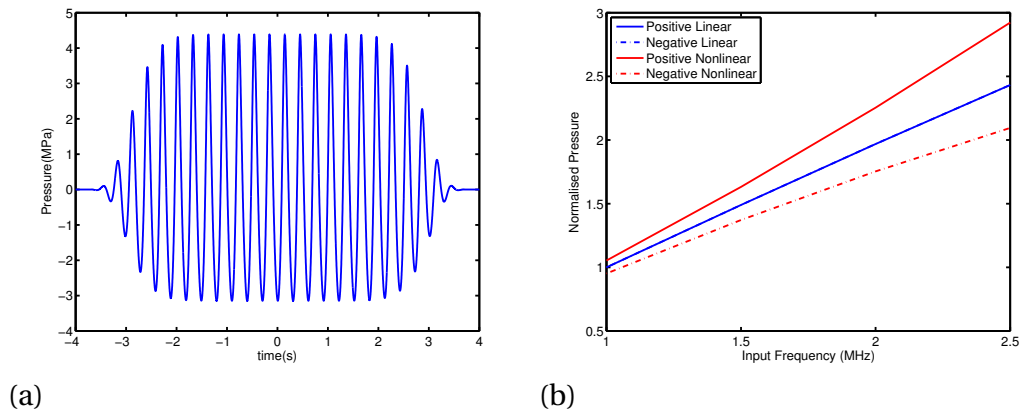 (a)
5
4
3
2
1
0
−1
−2
−3
−4
Pressure(MPa)
−4 −3 −2 −1 0 1 2 3 4
time(s)
(b)
3
2.5
2
1.5
1
0.5
Normalised Pressure
Positive Linear
Negative Linear
Positive Nonlinear
Negative Nonlinear
1 1.5 2 2.5
Input Frequency (MHz)